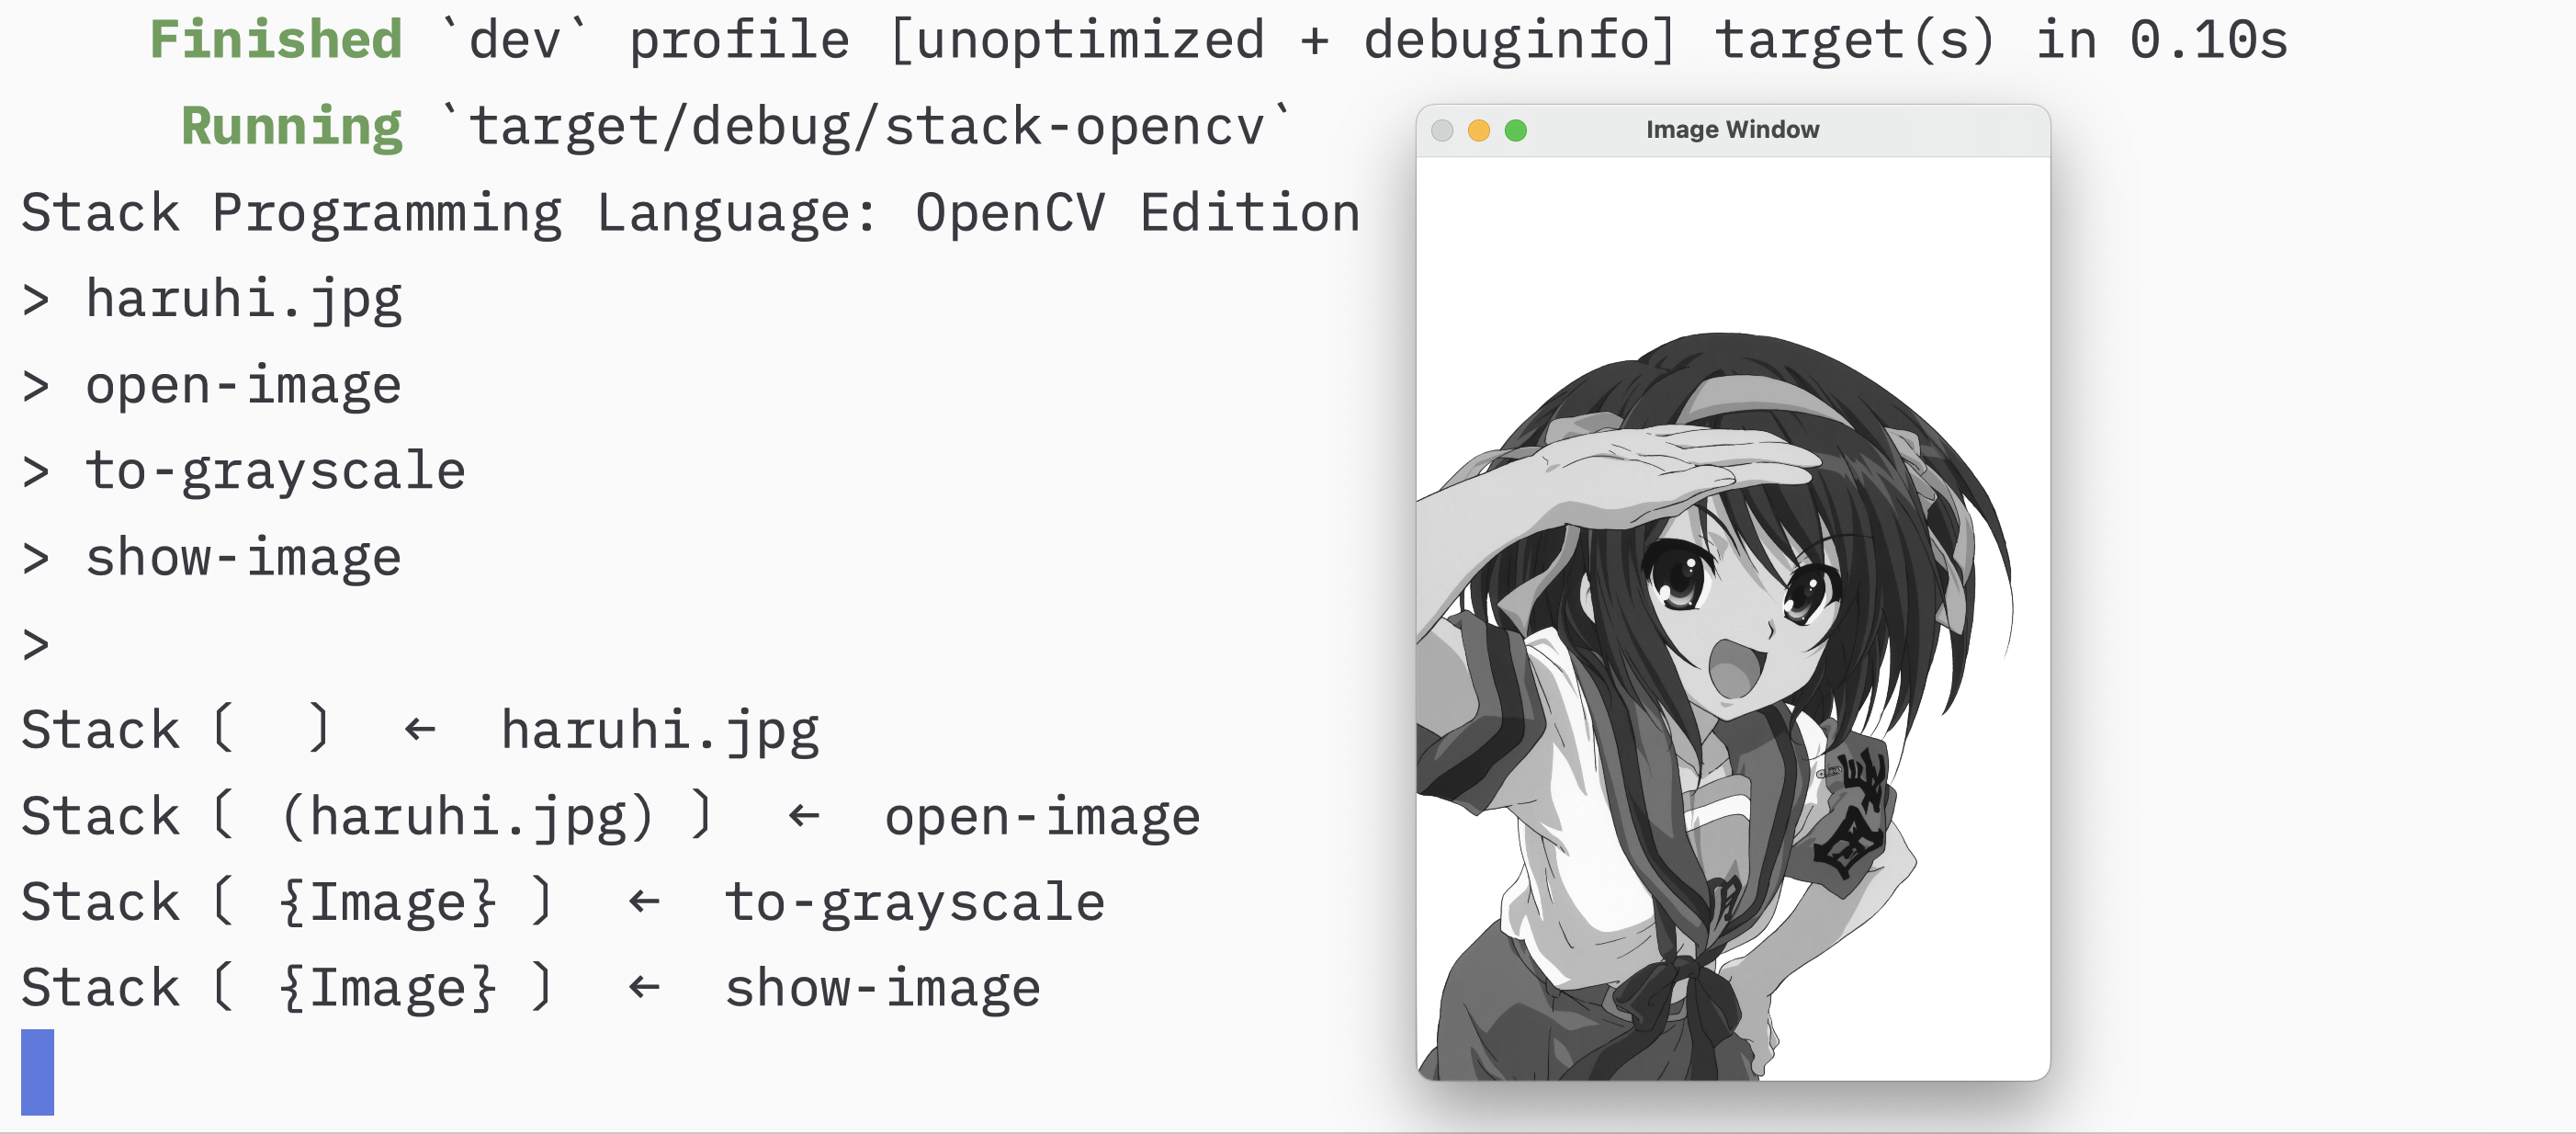 Finished `dev` profile [unoptimized + debuginfo] target(s) in 0.10s
Running `target/debug/stack-opencv`
Stack Programming Language: OpenCV Edition
> haruhi.jpg
> open-image
> to-grayscale
> show-image
>
Stack 〔  〕 ← haruhi.jpg
Stack 〔 (haruhi.jpg) 〕 ← open-image
Stack 〔 {Image} 〕 ← to-grayscale
Stack 〔 {Image} 〕 ← show-image
Image Window
団